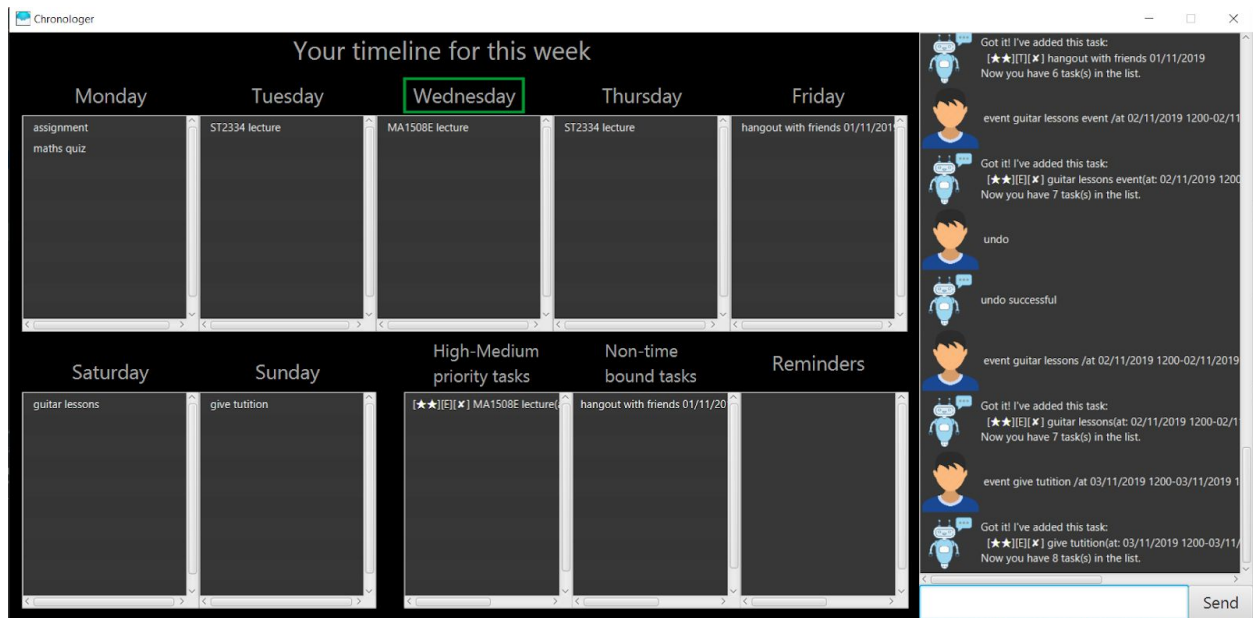 Chronologer
Your timeline for this week
Monday
Tuesday
Wednesday
Thursday
Friday
assignment
maths quiz
ST2334 lecture
MA1508E lecture
ST2334 lecture
hangout with friends 01/11/201
Saturday
Sunday
High-Medium
priority tasks
Non-time
bound tasks
Reminders
guitar lessons
give tutition
[★★][E][✘] MA1508E lecture(
hangout with friends 01/11/20
Got it! I've added this task:
[★★][T][✘] hangout with friends 01/11/2019
Now you have 6 task(s) in the list.
event guitar lessons event /at 02/11/2019 1200-02/11
Got it! I've added this task:
[★★][E][✘] guitar lessons event(at: 02/11/2019 1200
Now you have 7 task(s) in the list.
undo
undo successful
event guitar lessons /at 02/11/2019 1200-02/11/2019
Got it! I've added this task:
[★★][E][✘] guitar lessons(at: 02/11/2019 1200-02/1
Now you have 7 task(s) in the list.
event give tutition /at 03/11/2019 1200-03/11/2019 1
Got it! I've added this task:
[★★][E][✘] give tutition(at: 03/11/2019 1200-03/11/
Now you have 8 task(s) in the list.
Send